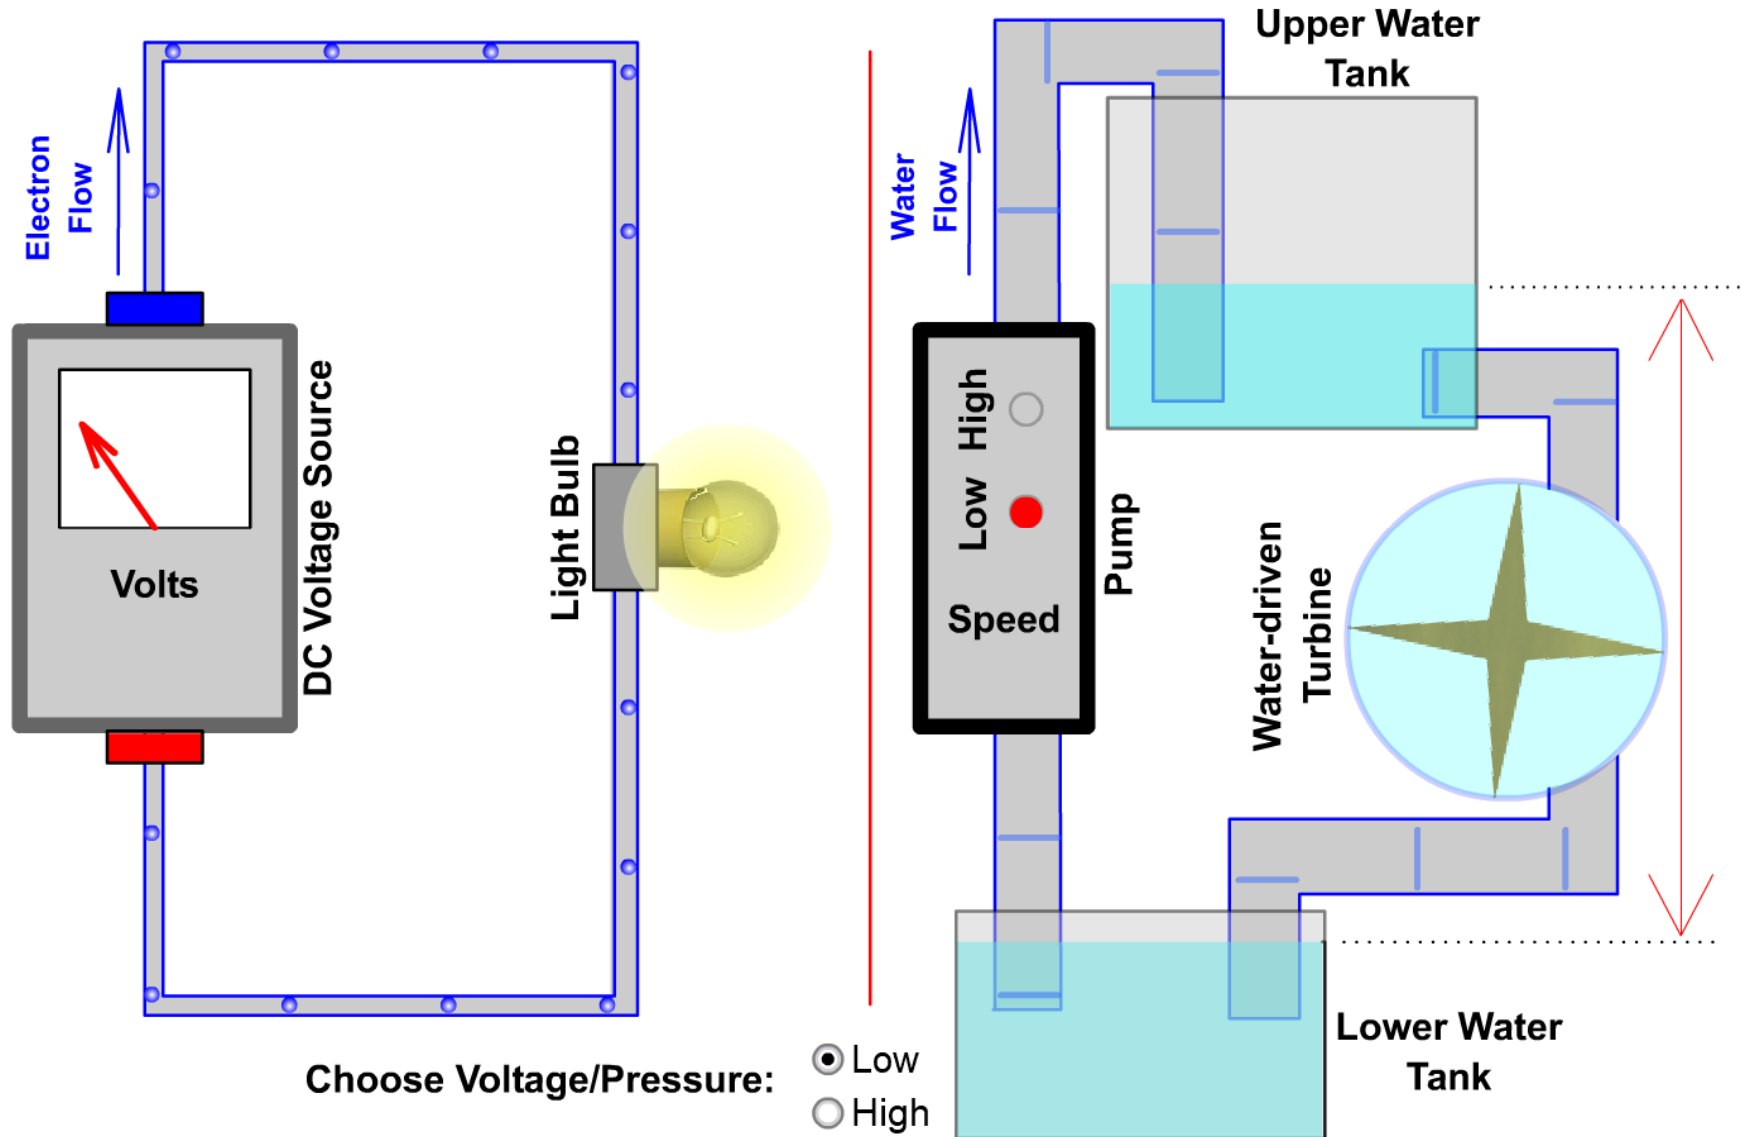 Electron
Flow
Volts
DC Voltage Source
Light Bulb
Water
Flow
Upper Water
Tank
High
Low
Speed
Pump
Water-driven
Turbine
Lower Water
Tank
Choose Voltage/Pressure:
Low
High